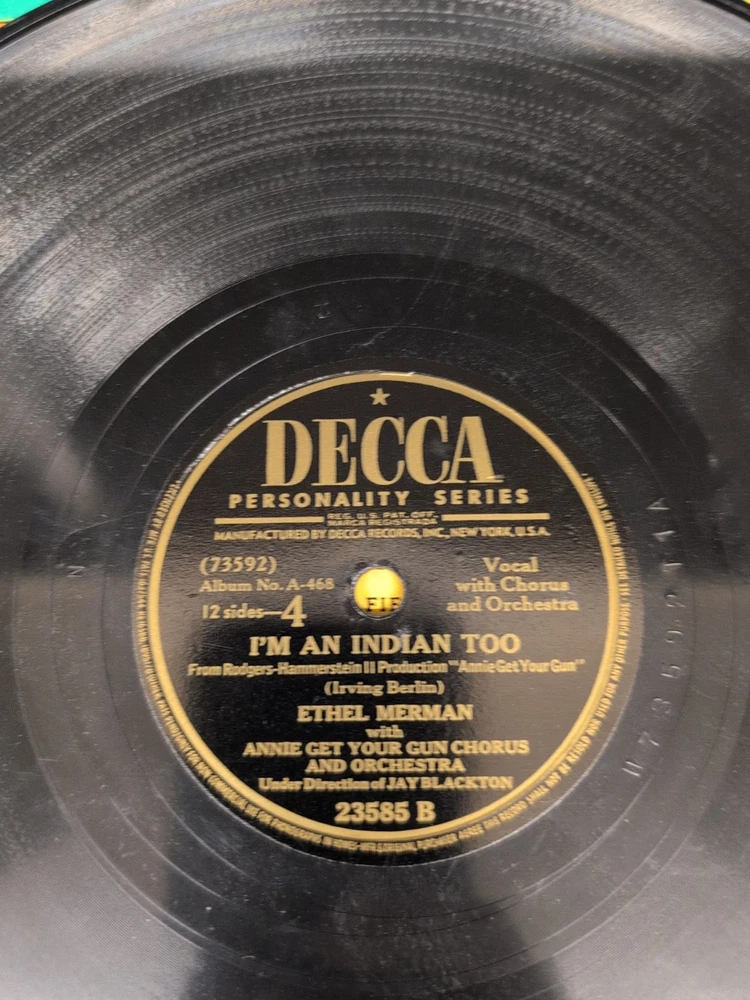 DECCA
PERSONALITY SERIES
REG. U.S. PAT. OFF.
MARCA REGISTRADA
MANUFACTURED BY DECCA RECORDS, INC., NEW YORK, U.S.A.
(73592)
Album No. A-468
12 sides—4
Vocal
with Chorus
and Orchestra
I'M AN INDIAN TOO
From Rodgers-Hammerstein II Production "Annie Get Your Gun"
(Irving Berlin)
ETHEL MERMAN
with
ANNIE GET YOUR GUN CHORUS
AND ORCHESTRA
Under Direction of JAY BLACKTON
23585 B